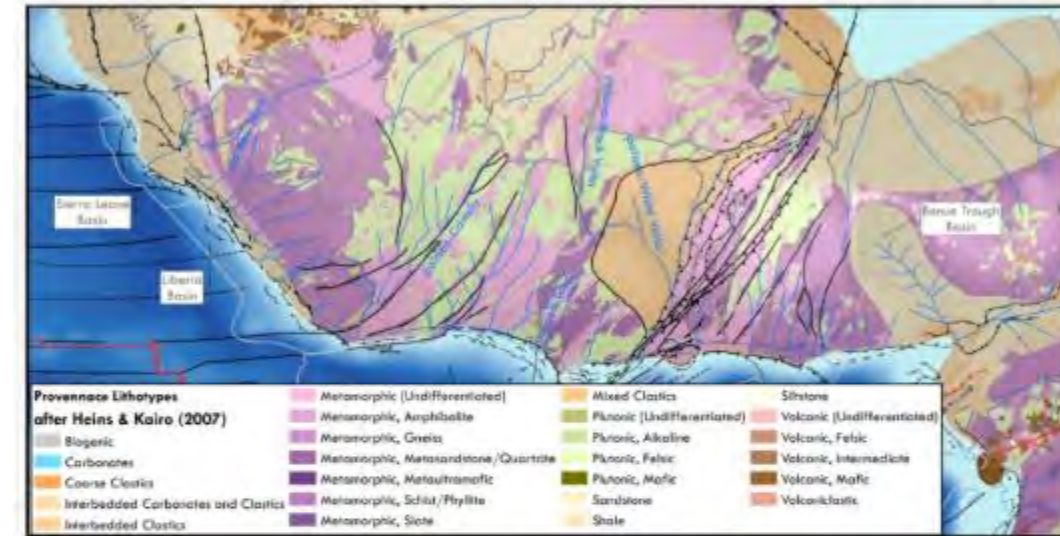 Sierra Leone
Basin
Liberia
Basin
Benue Trough
Basin
Provennace Lithotypes
after Heins & Kairo (2007)
Biogenic
Carbonates
Coarse Clastics
Interbedded Carbonates and Clastics
Interbedded Clastics
Metamorphic (Undifferentiated)
Metamorphic, Amphibolite
Metamorphic, Gneiss
Metamorphic, Metasandstone/Quartzite
Metamorphic, Metaultramafic
Metamorphic, Schist/Phyllite
Metamorphic, Slate
Mixed Clastics
Plutonic (Undifferentiated)
Plutonic, Alkaline
Plutonic, Felsic
Plutonic, Mafic
Sandstone
Shale
Siltstone
Volcanic (Undifferentiated)
Volcanic, Felsic
Volcanic, Intermediate
Volcanic, Mafic
Volcaniclastic